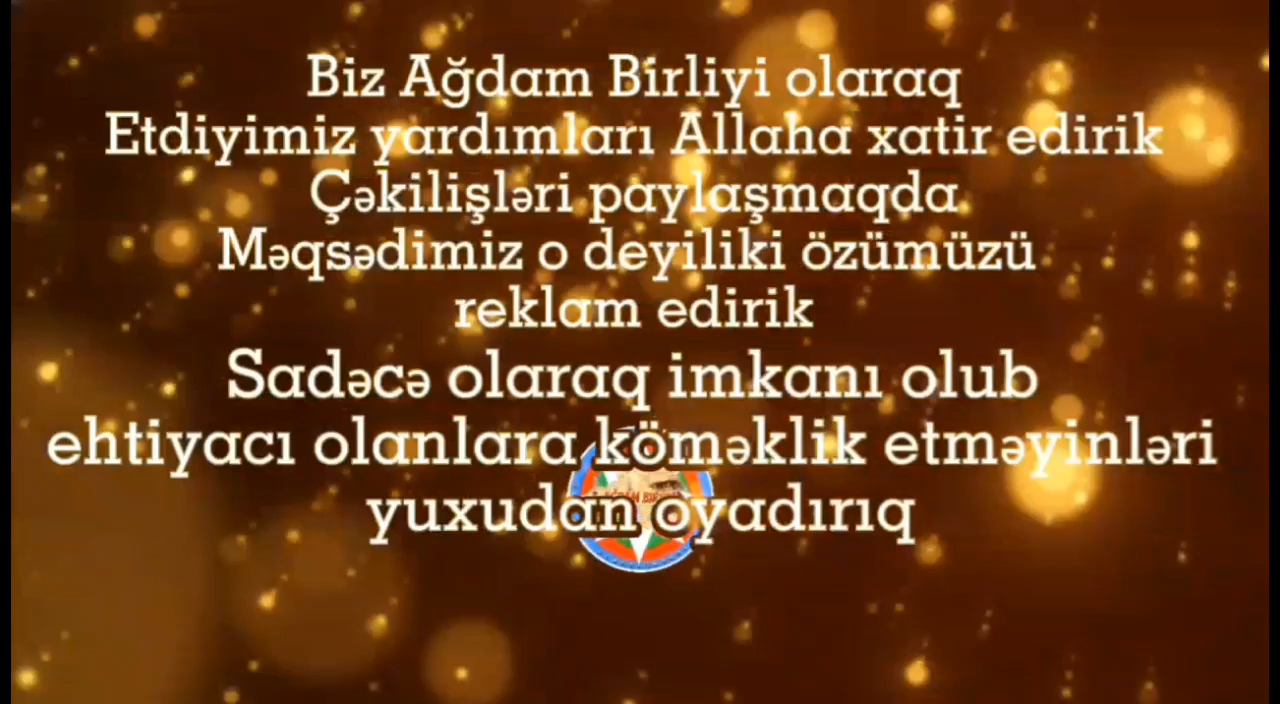 Biz Ağdam Birliyi olaraq
Etdiyimiz yardımları Allaha xatir edirik
Çəkilişləri paylaşmaqda
Məqsədimiz o deyiliki özümüzü
reklam edirik
Sadəcə olaraq imkanı olub
ehtiyacı olanlara köməklik etməyinləri
yuxudan oyadırıq